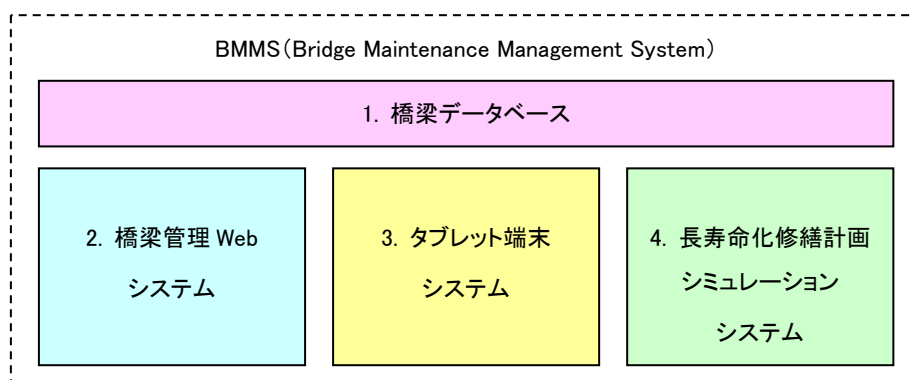 BMMS（Bridge Maintenance Management System）
1. 橋梁データベース
2. 橋梁管理 Web
システム
3. タブレット端末
システム
4. 長寿命化修繕計画
シミュレーション
システム